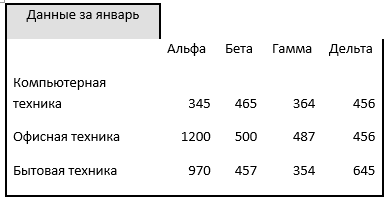 Данные за январь
Альфа Бета Гамма Дельта
Компьютерная
техника 345 465 364 456
Офисная техника 1200 500 487 456
Бытовая техника 970 457 354 645